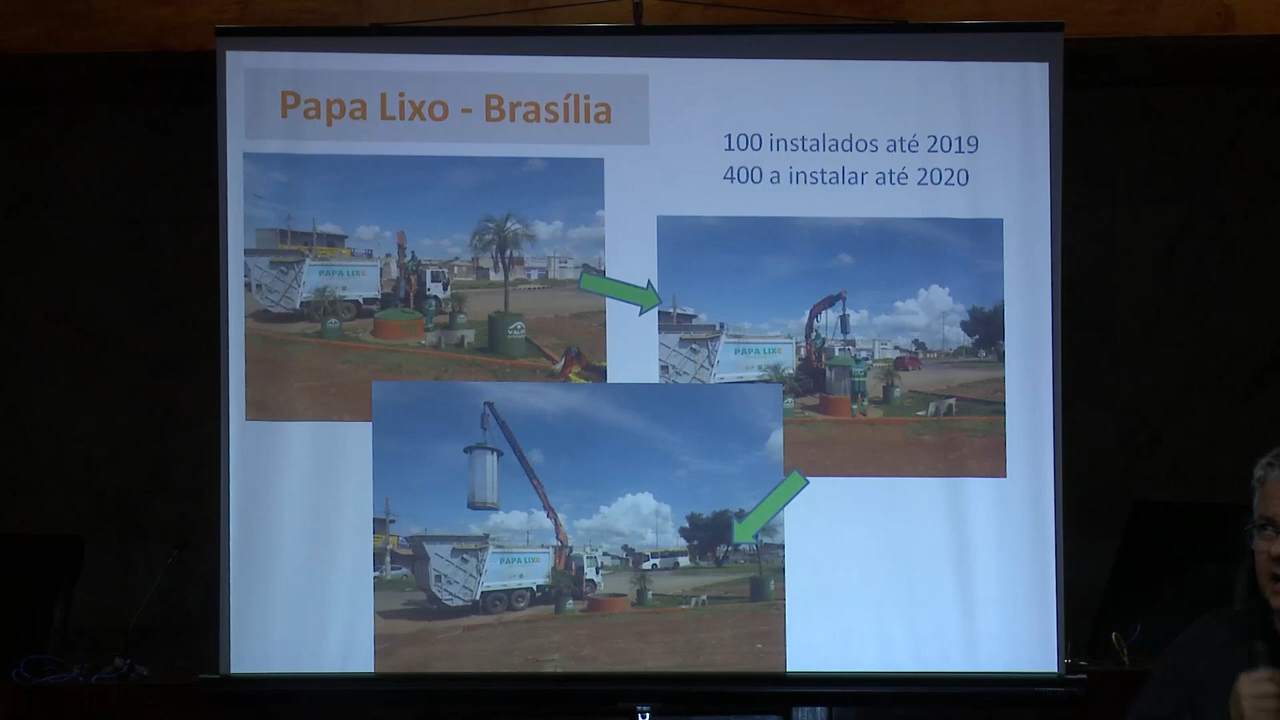 Papa Lixo - Brasília
100 instalados até 2019
400 a instalar até 2020
PAPA LIXO
PAPA LIXO
PAPA LIXO